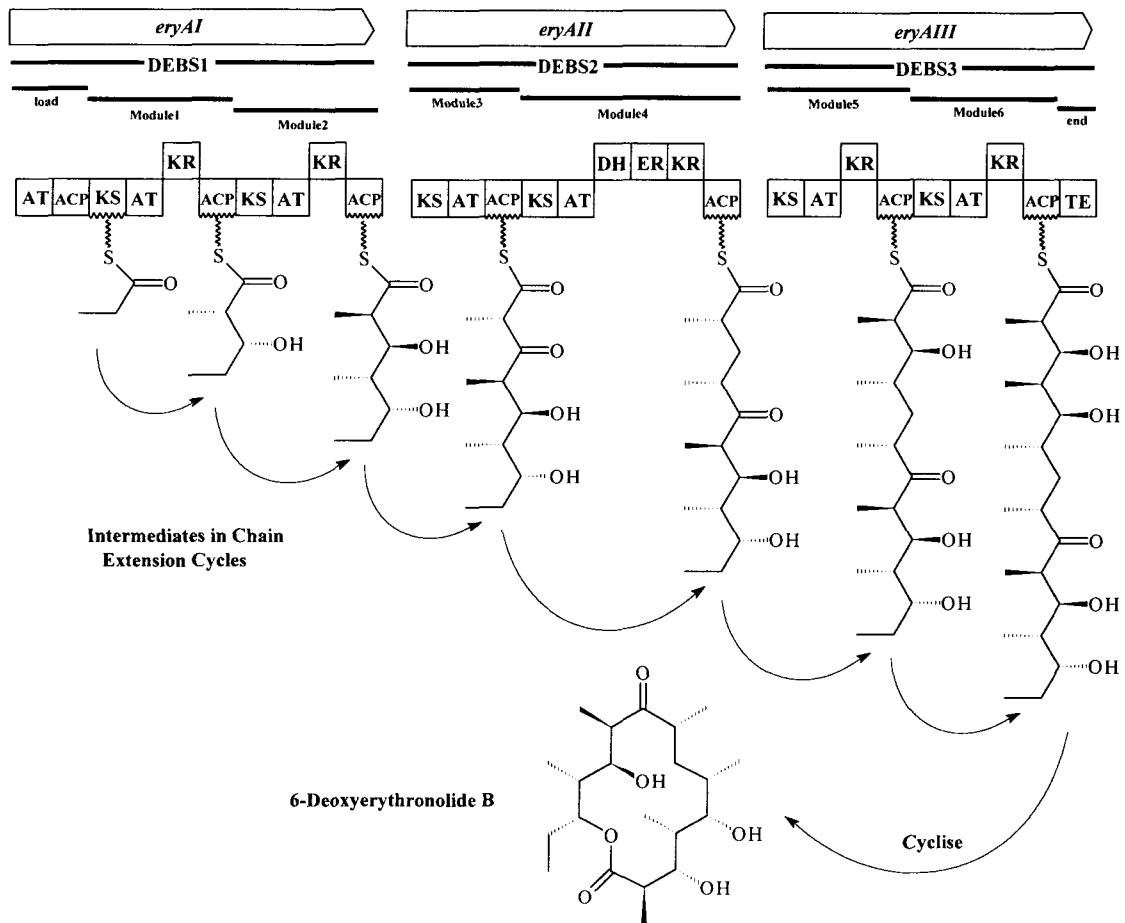 eryAI eryAII eryAIII
DEBS1 DEBS2 DEBS3
load Module1 Module2 Module3 Module4 Module5 Module6 end
KR KR DH ER KR KR KR
AT ACP KS AT ACP KS AT ACP KS AT ACP KS AT ACP KS AT ACP KS AT ACP TE
S S S S S S S
O O O O O O O
OH OH O OH OH
OH OH O OH
OH OH O O
OH OH OH
OH OH
OH
Intermediates in Chain
Extension Cycles
O
OH
6-Deoxyerythronolide B
O OH
O OH
Cyclise